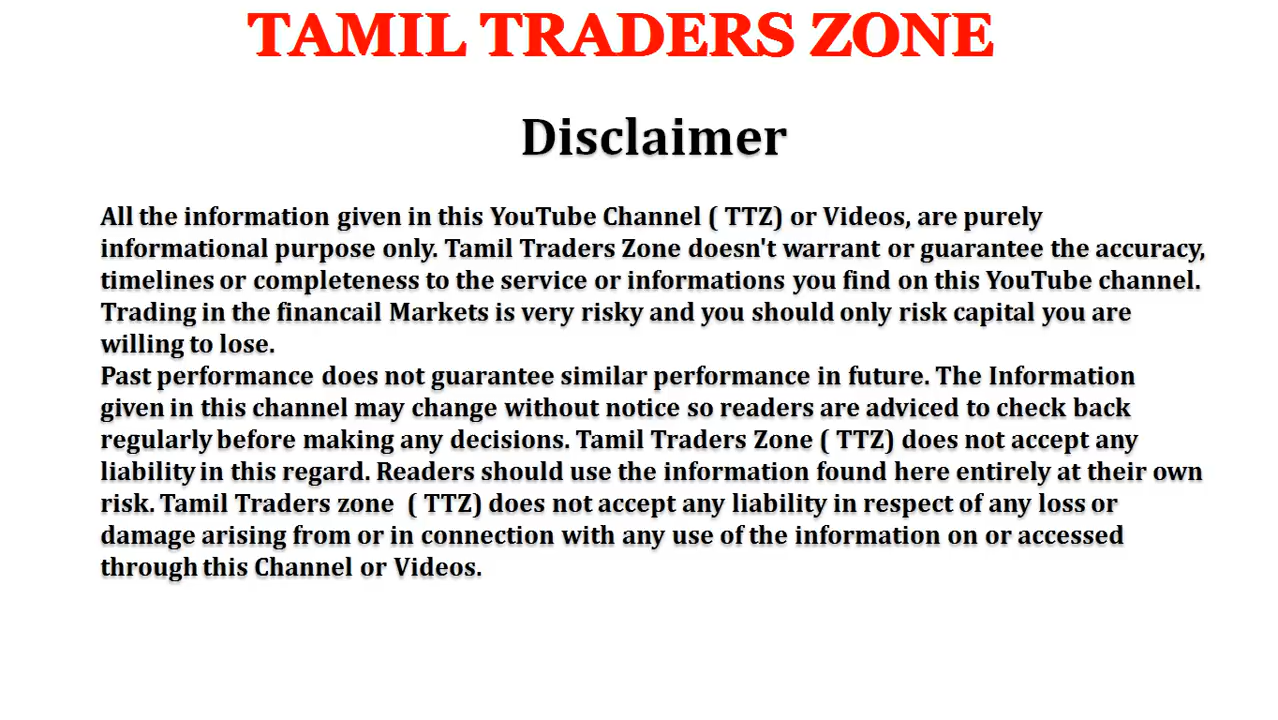 TAMIL TRADERS ZONE
Disclaimer
All the information given in this YouTube Channel ( TTZ) or Videos, are purely
informational purpose only. Tamil Traders Zone doesn't warrant or guarantee the accuracy,
timelines or completeness to the service or informations you find on this YouTube channel.
Trading in the financail Markets is very risky and you should only risk capital you are
willing to lose.
Past performance does not guarantee similar performance in future. The Information
given in this channel may change without notice so readers are adviced to check back
regularly before making any decisions. Tamil Traders Zone ( TTZ) does not accept any
liability in this regard. Readers should use the information found here entirely at their own
risk. Tamil Traders zone  ( TTZ) does not accept any liability in respect of any loss or
damage arising from or in connection with any use of the information on or accessed
through this Channel or Videos.